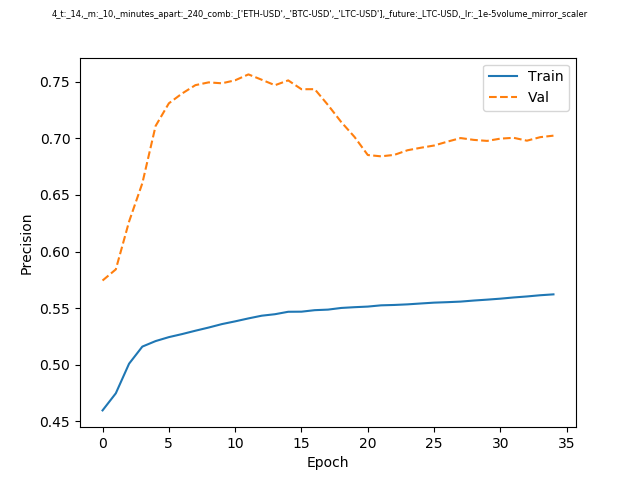 4_t:_14,_m:_10,_minutes_apart:_240_comb:_['ETH-USD',_'BTC-USD',_'LTC-USD'],_future:_LTC-USD,_lr:_1e-5volume_mirror_scaler
Train
Val
0.75
0.70
0.65
0.60
0.55
0.50
0.45
Precision
0 5 10 15 20 25 30 35
Epoch